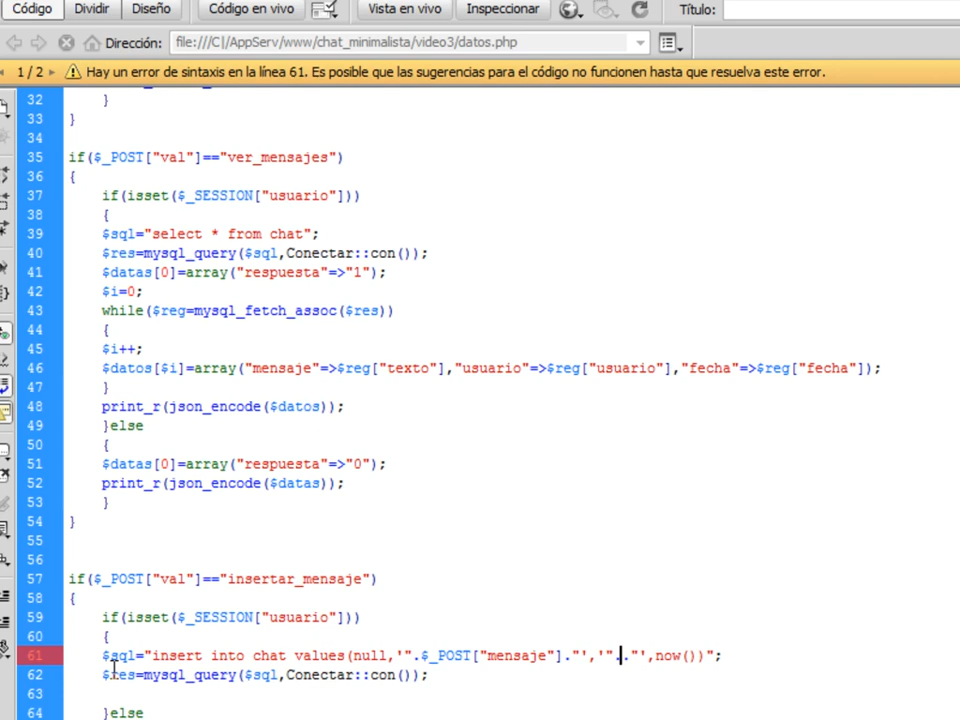 Código Dividir Diseño Código en vivo Vista en vivo Inspeccionar Título:
Dirección: file:///C|/AppServ/www/chat_minimalista/video3/datos.php
1 / 2 Hay un error de sintaxis en la línea 61. Es posible que las sugerencias para el código no funcionen hasta que resuelva este error.
32 }
33 }
34
35 if($_POST["val"]=="ver_mensajes")
36 {
37 if(isset($_SESSION["usuario"]))
38 {
39 $sql="select * from chat";
40 $res=mysql_query($sql,Conectar::con());
41 $datas[0]=array("respuesta"=>"1");
42 $i=0;
43 while($reg=mysql_fetch_assoc($res))
44 {
45 $i++;
46 $datos[$i]=array("mensaje"=>$reg["texto"],"usuario"=>$reg["usuario"],"fecha"=>$reg["fecha"]);
47 }
48 print_r(json_encode($datos));
49 }else
50 {
51 $datas[0]=array("respuesta"=>"0");
52 print_r(json_encode($datas));
53 }
54 }
55
56
57 if($_POST["val"]=="insertar_mensaje")
58 {
59 if(isset($_SESSION["usuario"]))
60 {
61 $sql="insert into chat values(null,'".$_POST["mensaje"]."','".."',now())";
62 $res=mysql_query($sql,Conectar::con());
63
64 }else